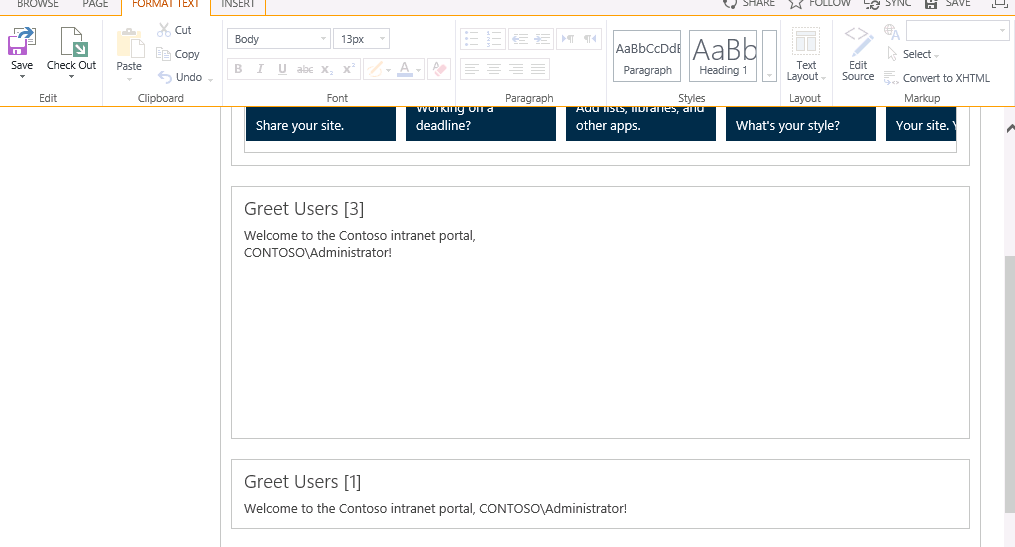 BROWSE PAGE FORMAT TEXT INSERT SHARE FOLLOW SYNC SAVE
Save
Check Out
Edit
Paste
Cut
Copy
Undo
Clipboard
Body 13px
B I U abc x₂ x² A A
Font
Paragraph
AaBbCcDdE
Paragraph
AaBb
Heading 1
Styles
Text
Layout
Layout
Edit
Source
Select
Convert to XHTML
Markup
Share your site.
Working on a
deadline?
Add lists, libraries, and
other apps.
What's your style?
Your site. Y
Greet Users [3]
Welcome to the Contoso intranet portal,
CONTOSO\Administrator!
Greet Users [1]
Welcome to the Contoso intranet portal, CONTOSO\Administrator!